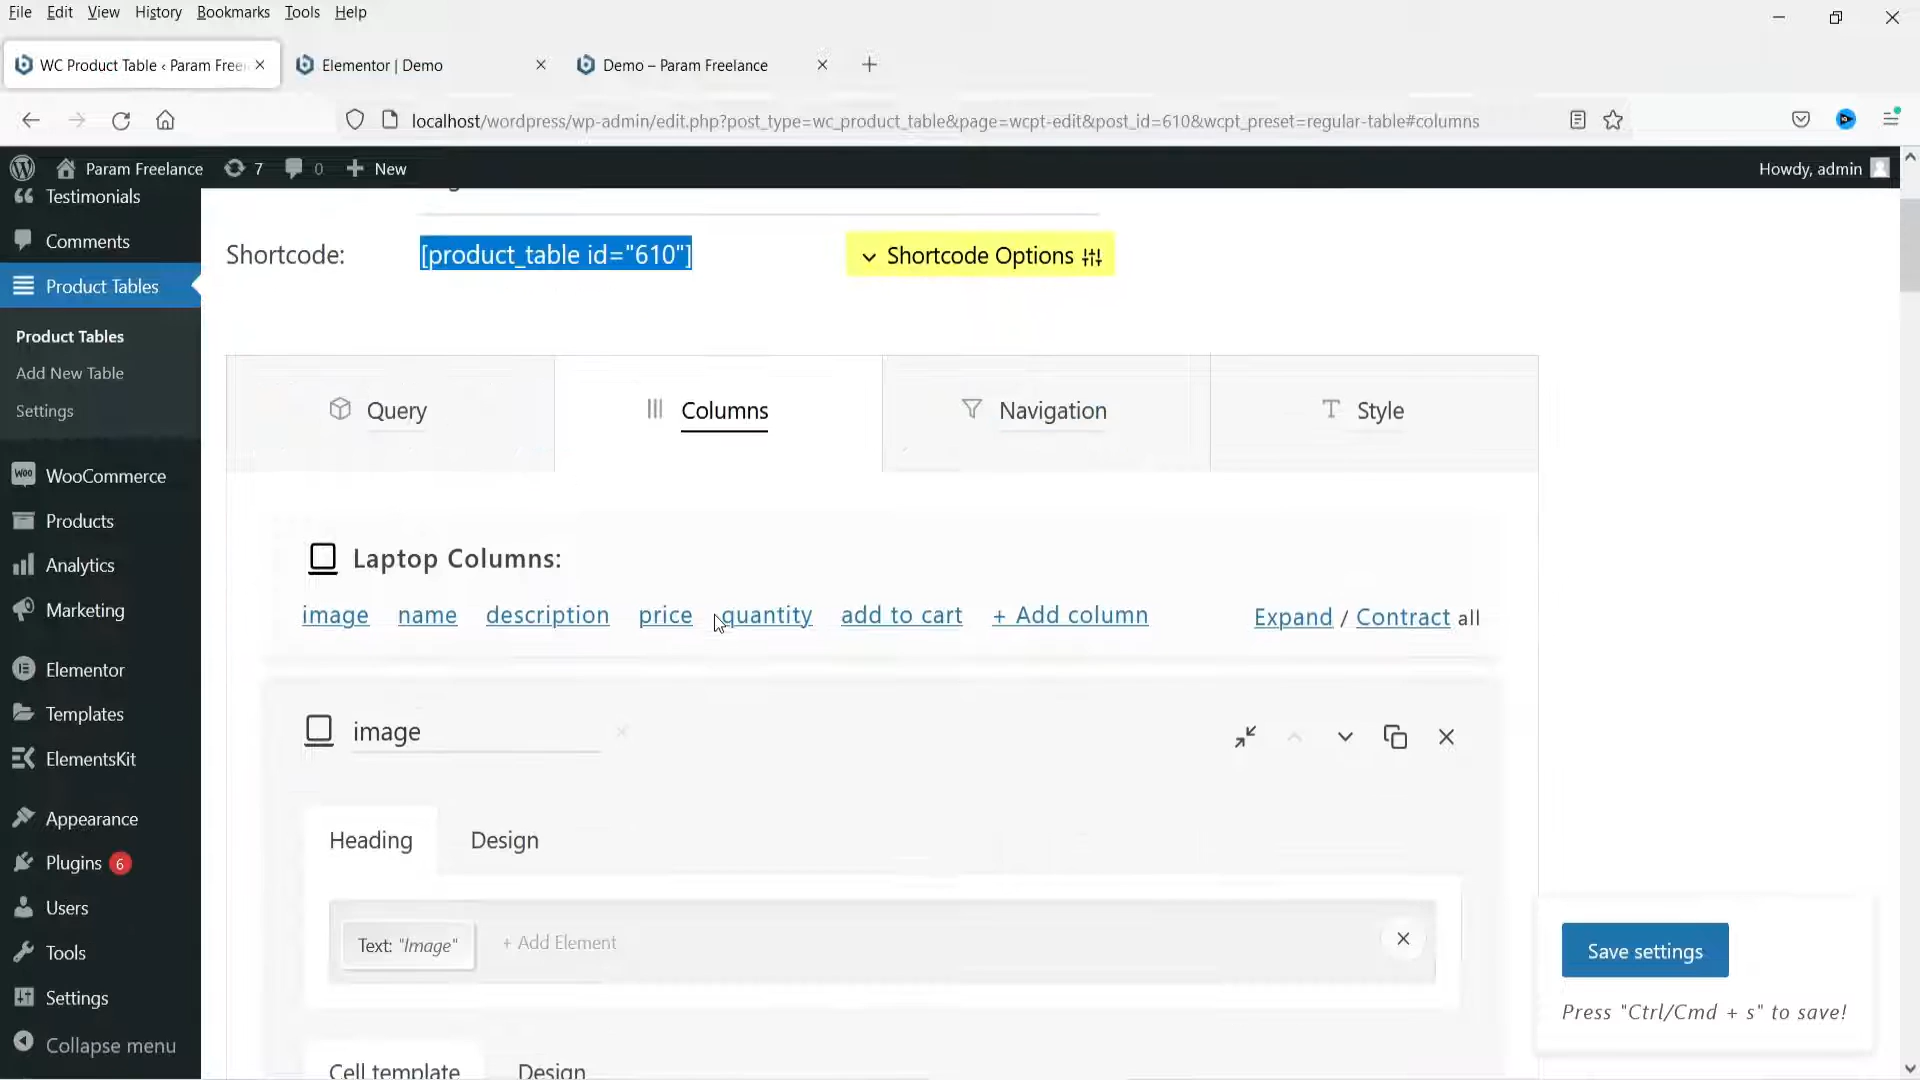 File Edit View History Bookmarks Tools Help
WC Product Table ‹ Param Free
Elementor | Demo
Demo – Param Freelance
localhost/wordpress/wp-admin/edit.php?post_type=wc_product_table&page=wcpt-edit&post_id=610&wcpt_preset=regular-table#columns
Param Freelance 7 0 + New Howdy, admin
Testimonials
Comments
Product Tables
Product Tables
Add New Table
Settings
WooCommerce
Products
Analytics
Marketing
Elementor
Templates
ElementsKit
Appearance
Plugins 6
Users
Tools
Settings
Collapse menu
Shortcode: [product_table id="610"] Shortcode Options
Query Columns Navigation Style
Laptop Columns:
image name description price quantity add to cart + Add column Expand / Contract all
image
Heading Design
Text: "Image" + Add Element
Cell template Design
Save settings
Press "Ctrl/Cmd + s" to save!